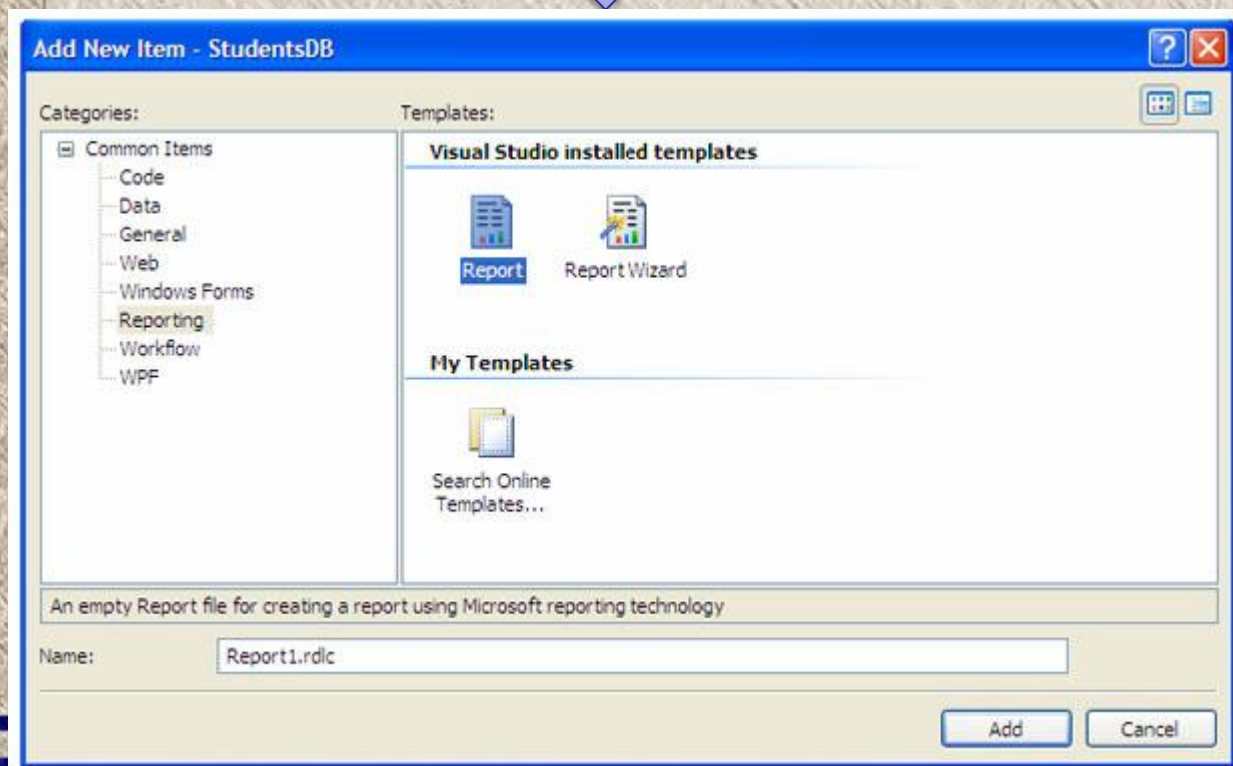 Add New Item - StudentsDB
Categories:
Templates:
Common Items
Code
Data
General
Web
Windows Forms
Reporting
Workflow
WPF
Visual Studio installed templates
Report
Report Wizard
My Templates
Search Online
Templates...
An empty Report file for creating a report using Microsoft reporting technology
Name:
Report1.rdlc
Add
Cancel